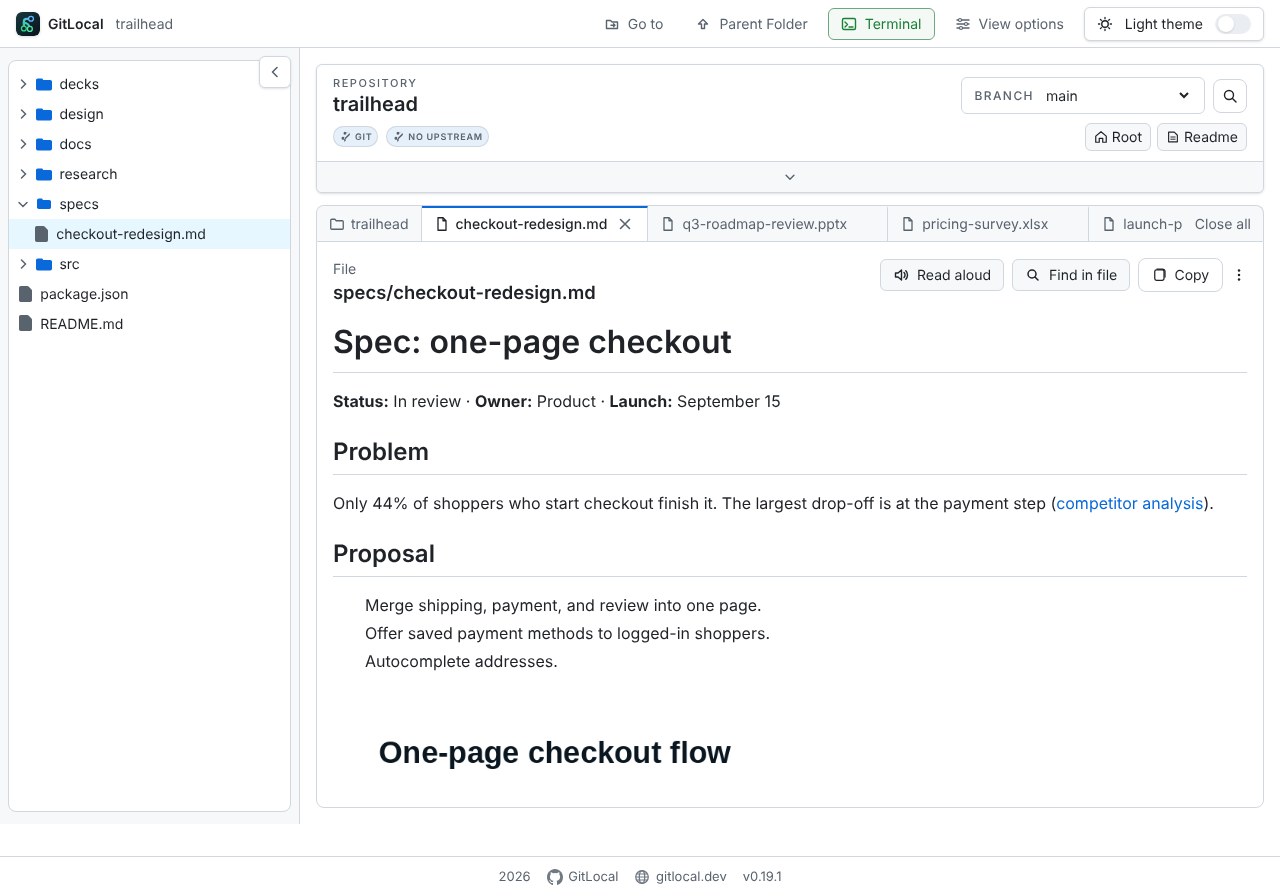 GitLocal trailhead
Go to
Parent Folder
Terminal
View options
Light theme
decks
design
docs
research
specs
checkout-redesign.md
src
package.json
README.md
REPOSITORY
trailhead
GIT
NO UPSTREAM
BRANCH main
Root
Readme
trailhead
checkout-redesign.md
q3-roadmap-review.pptx
pricing-survey.xlsx
launch-p
Close all
File
specs/checkout-redesign.md
Read aloud
Find in file
Copy
Spec: one-page checkout
Status: In review · Owner: Product · Launch: September 15
Problem
Only 44% of shoppers who start checkout finish it. The largest drop-off is at the payment step (competitor analysis).
Proposal
Merge shipping, payment, and review into one page.
Offer saved payment methods to logged-in shoppers.
Autocomplete addresses.
One-page checkout flow
2026 GitLocal gitlocal.dev v0.19.1